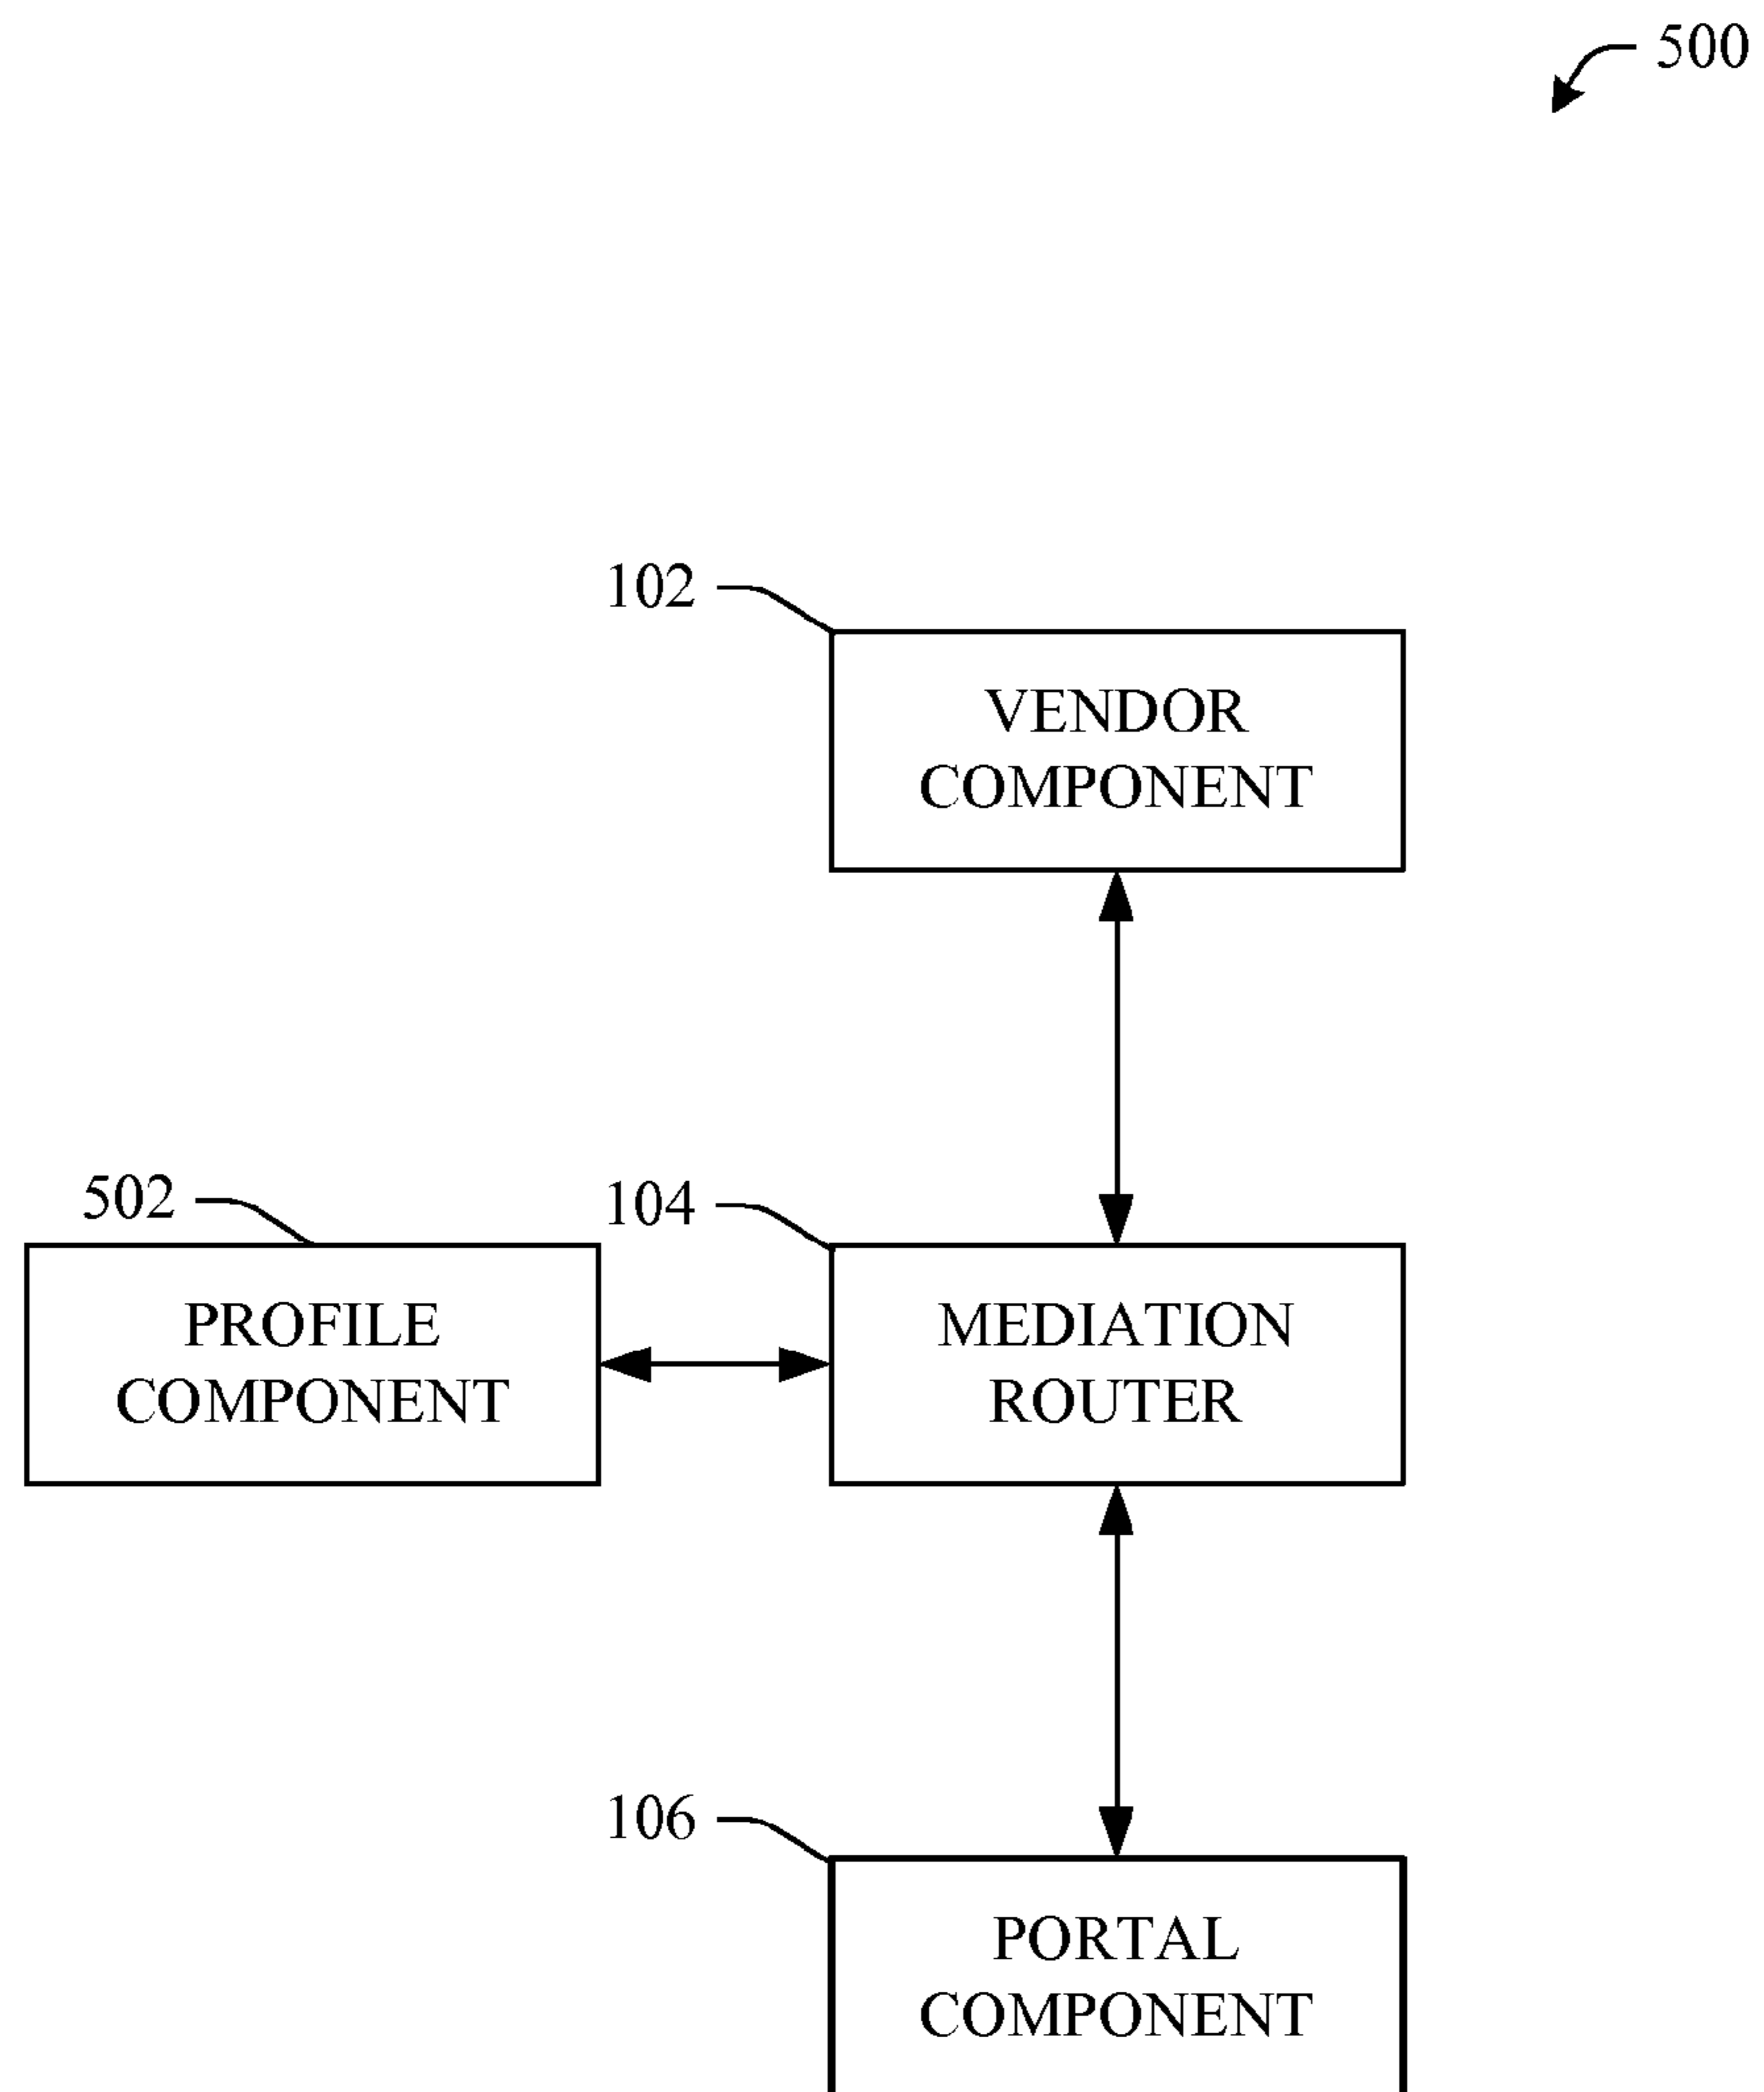 500
102
VENDOR
COMPONENT
502
104
PROFILE
COMPONENT
MEDIATION
ROUTER
106
PORTAL
COMPONENT